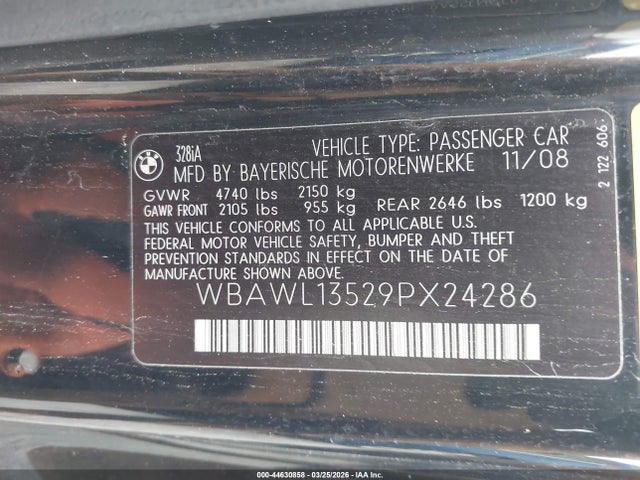 BMW
328iA
VEHICLE TYPE: PASSENGER CAR
MFD BY BAYERISCHE MOTORENWERKE 11/08
GVWR 4740 lbs 2150 kg
GAWR FRONT 2105 lbs 955 kg REAR 2646 lbs 1200 kg
THIS VEHICLE CONFORMS TO ALL APPLICABLE U.S.
FEDERAL MOTOR VEHICLE SAFETY, BUMPER AND THEFT
PREVENTION STANDARDS IN EFFECT ON THE DATE OF
MANUFACTURE SHOWN ABOVE.
WBAWL13529PX24286
2 122 606
000-44630858 - 03/25/2026 - IAA Inc.